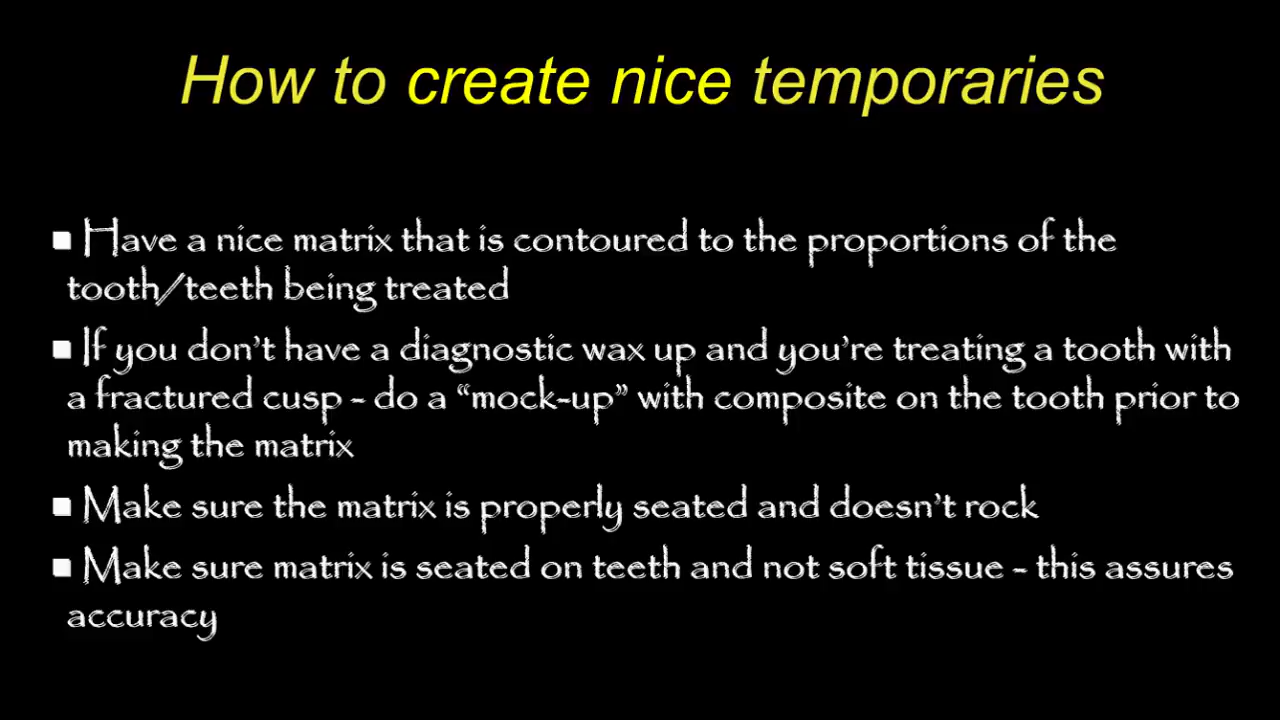 How to create nice temporaries
▪ Have a nice matrix that is contoured to the proportions of the
tooth/teeth being treated
▪ If you don't have a diagnostic wax up and you're treating a tooth with
a fractured cusp - do a “mock-up” with composite on the tooth prior to
making the matrix
▪ Make sure the matrix is properly seated and doesn't rock
▪ Make sure matrix is seated on teeth and not soft tissue - this assures
accuracy